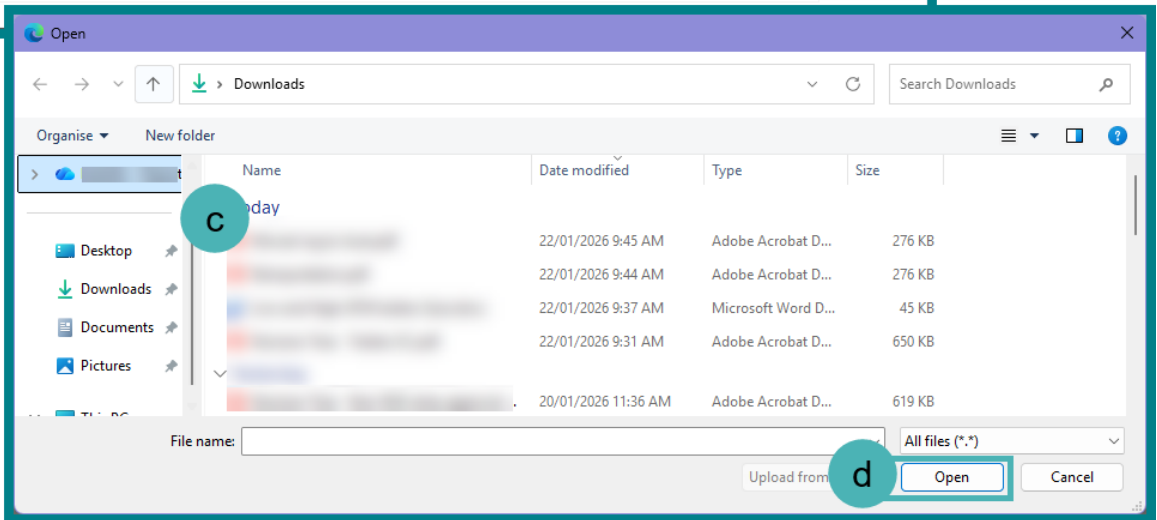 Open
Downloads
Search Downloads
Organise New folder
Name Date modified Type Size
c
Desktop
22/01/2026 9:45 AM Adobe Acrobat D... 276 KB
22/01/2026 9:44 AM Adobe Acrobat D... 276 KB
Downloads
22/01/2026 9:37 AM Microsoft Word D... 45 KB
Documents
22/01/2026 9:31 AM Adobe Acrobat D... 650 KB
Pictures
20/01/2026 11:36 AM Adobe Acrobat D... 619 KB
File name: All files (*.*)
Upload from d Open Cancel